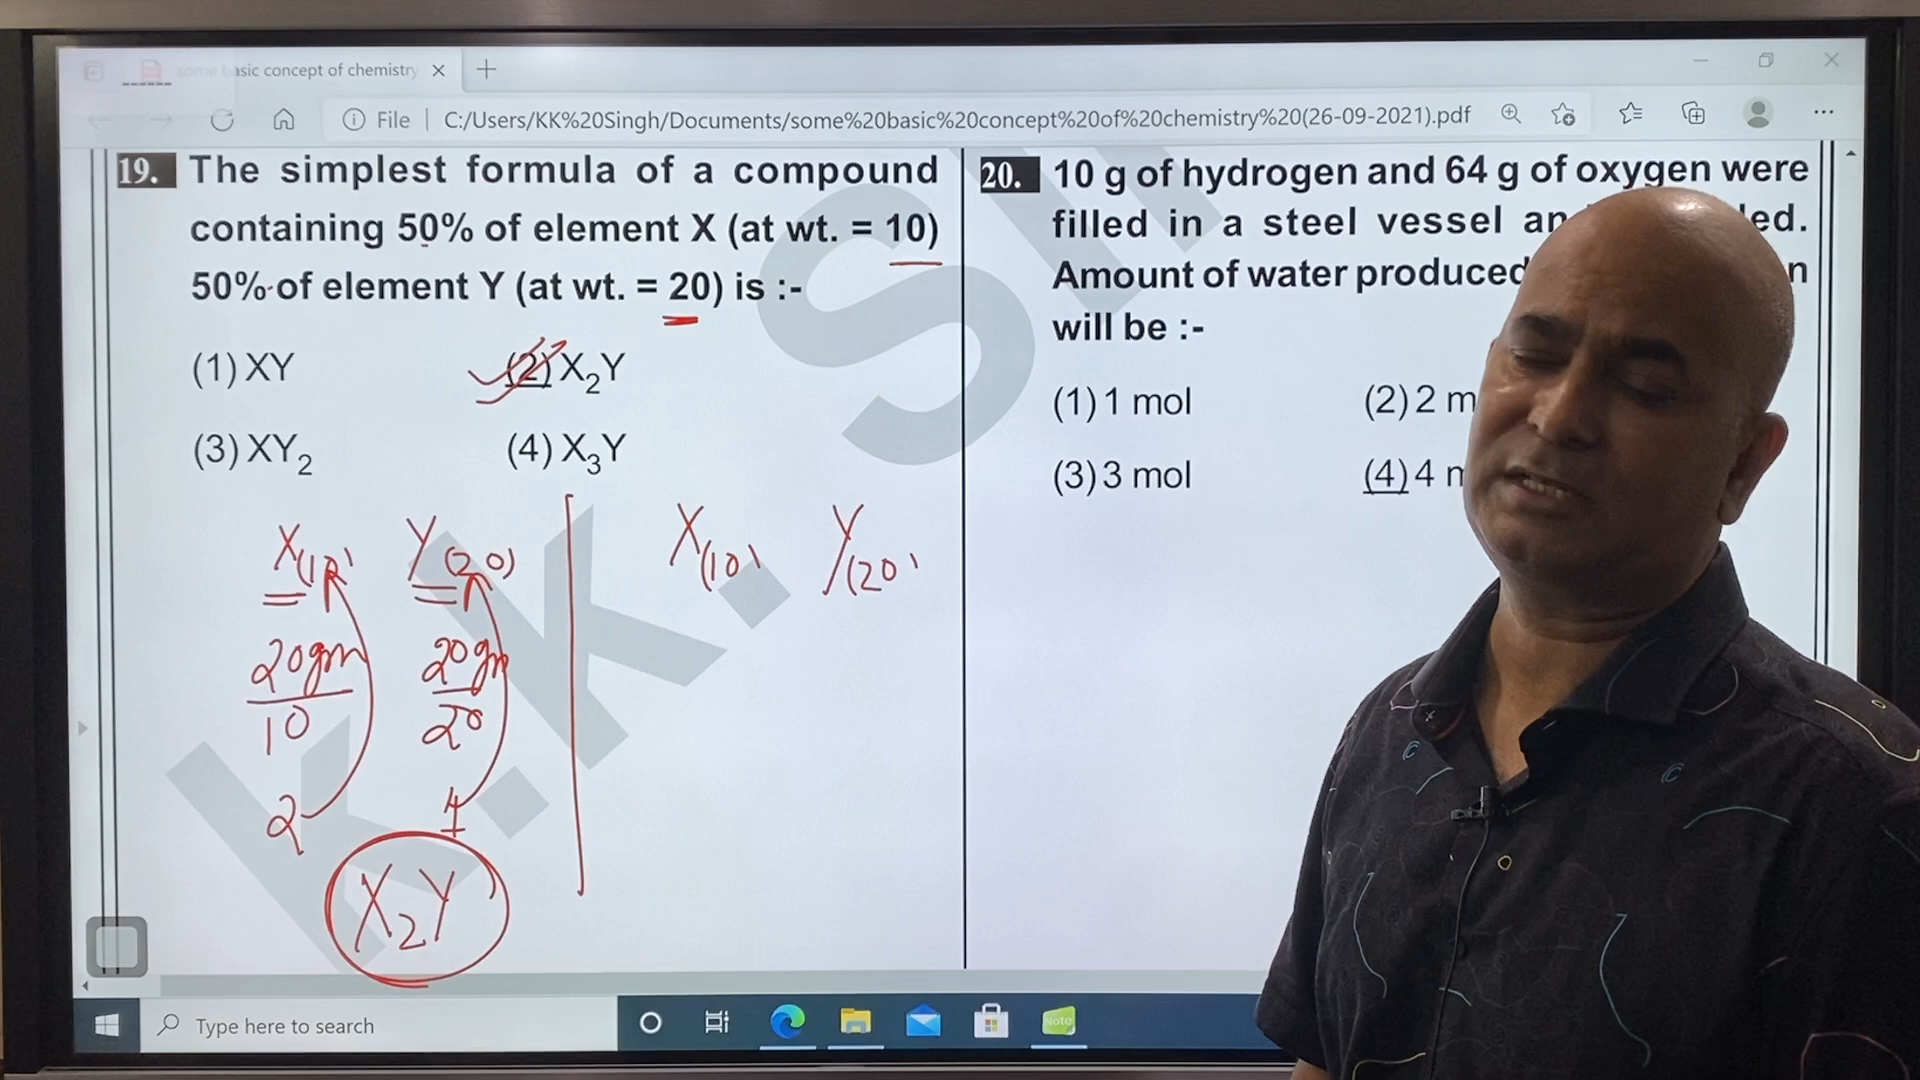 some basic concept of chemistry
File | C:/Users/KK%20Singh/Documents/some%20basic%20concept%20of%20chemistry%20(26-09-2021).pdf
19. The simplest formula of a compound
containing 50% of element X (at wt. = 10)
50% of element Y (at wt. = 20) is :-
(1) XY
(2) X₂Y
(3) XY₂
(4) X₃Y
X(10) Y(20)
20gm 20gm
10 20
2 1
X₂Y
X(10) Y(20)
20. 10 g of hydrogen and 64 g of oxygen were
filled in a steel vessel an ed.
Amount of water produced n
will be :-
(1) 1 mol
(2) 2 m
(3) 3 mol
(4) 4 m
K.K. Sin
Type here to search
Note